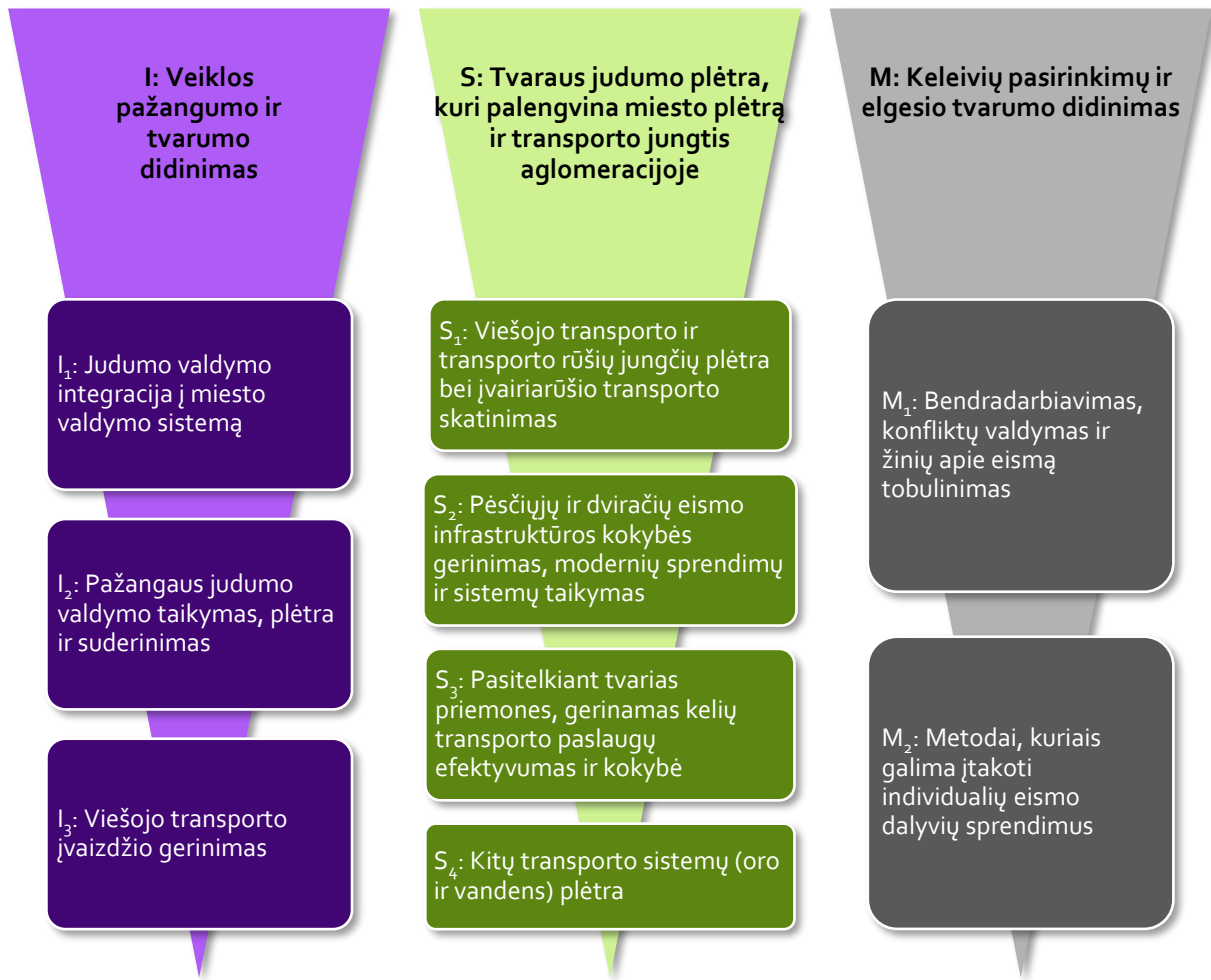 I: Veiklos
pažangumo ir
tvarumo
didinimas
I₁: Judumo valdymo
integracija į miesto
valdymo sistemą
I₂: Pažangaus judumo
valdymo taikymas, plėtra
ir suderinimas
I₃: Viešojo transporto
įvaizdžio gerinimas
S: Tvaraus judumo plėtra,
kuri palengvina miesto plėtrą
ir transporto jungtis
aglomeracijoje
S₁: Viešojo transporto ir
transporto rūšių jungčių plėtra
bei įvairiarūšio transporto
skatinimas
S₂: Pėsčiųjų ir dviračių eismo
infrastruktūros kokybės
gerinimas, modernių sprendimų
ir sistemų taikymas
S₃: Pasitelkiant tvarias
priemones, gerinamas kelių
transporto paslaugų
efektyvumas ir kokybė
S₄: Kitų transporto sistemų (oro
ir vandens) plėtra
M: Keleivių pasirinkimų ir
elgesio tvarumo didinimas
M₁: Bendradarbiavimas,
konfliktų valdymas ir
žinių apie eismą
tobulinimas
M₂: Metodai, kuriais
galima įtakoti
individualių eismo
dalyvių sprendimus